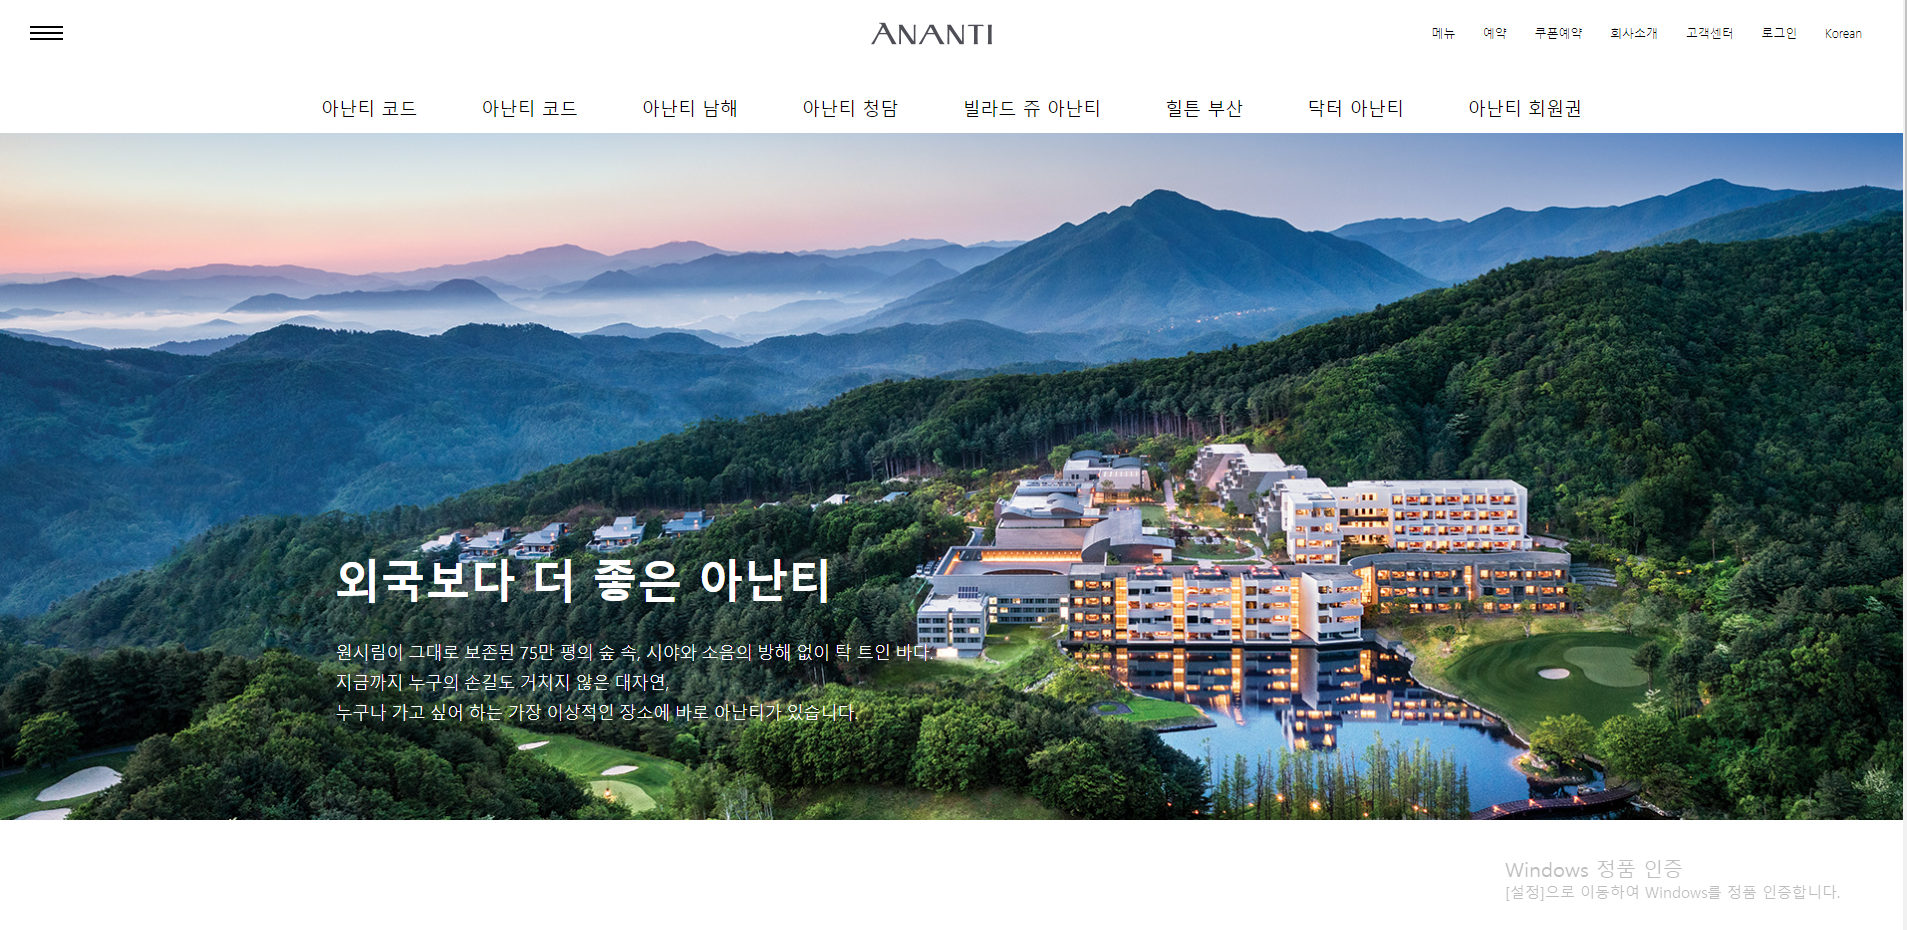 ANANTI
메뉴 예약 쿠폰예약 회사소개 고객센터 로그인 Korean
아난티 코드 아난티 코드 아난티 남해 아난티 청담 빌라드 쥬 아난티 힐튼 부산 닥터 아난티 아난티 회원권
외국보다 더 좋은 아난티
원시림이 그대로 보존된 75만 평의 숲 속, 시야와 소음의 방해 없이 탁 트인 바다.
지금까지 누구의 손길도 거치지 않은 대자연,
누구나 가고 싶어 하는 가장 이상적인 장소에 바로 아난티가 있습니다.
Windows 정품 인증
[설정]으로 이동하여 Windows를 정품 인증합니다.